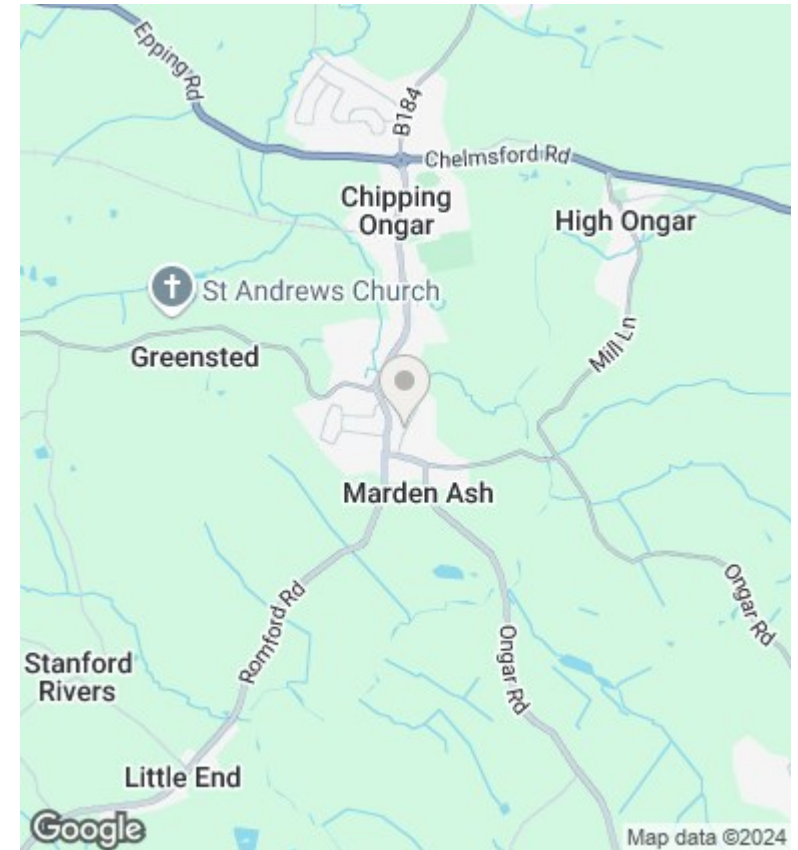 Epping Rd
B184
Chelmsford Rd
Chipping
Ongar
High Ongar
St Andrews Church
Greensted
Mill Ln
Marden Ash
Romford Rd
Ongar Rd
Ongar Rd
Stanford
Rivers
Little End
Google
Map data ©2024